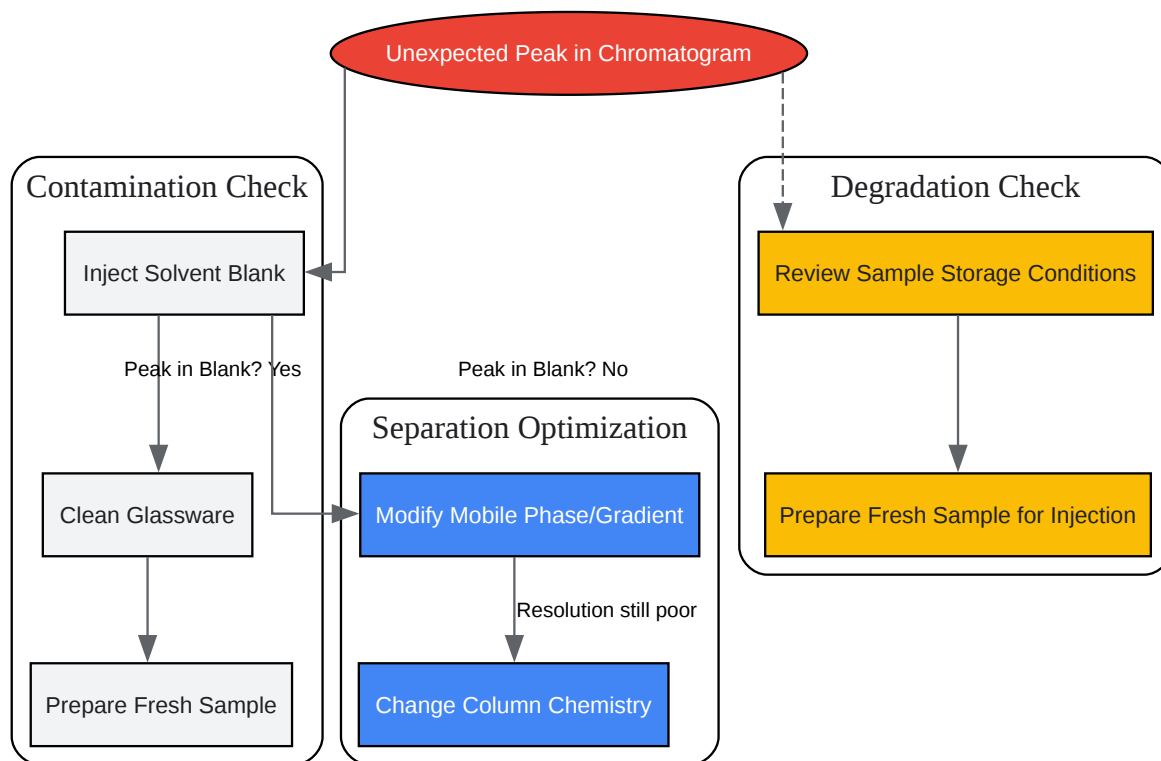 Unexpected Peak in Chromatogram
Contamination Check
Degradation Check
Inject Solvent Blank
Review Sample Storage Conditions
Peak in Blank? Yes
Peak in Blank? No
Separation Optimization
Clean Glassware
Modify Mobile Phase/Gradient
Prepare Fresh Sample for Injection
Resolution still poor
Prepare Fresh Sample
Change Column Chemistry